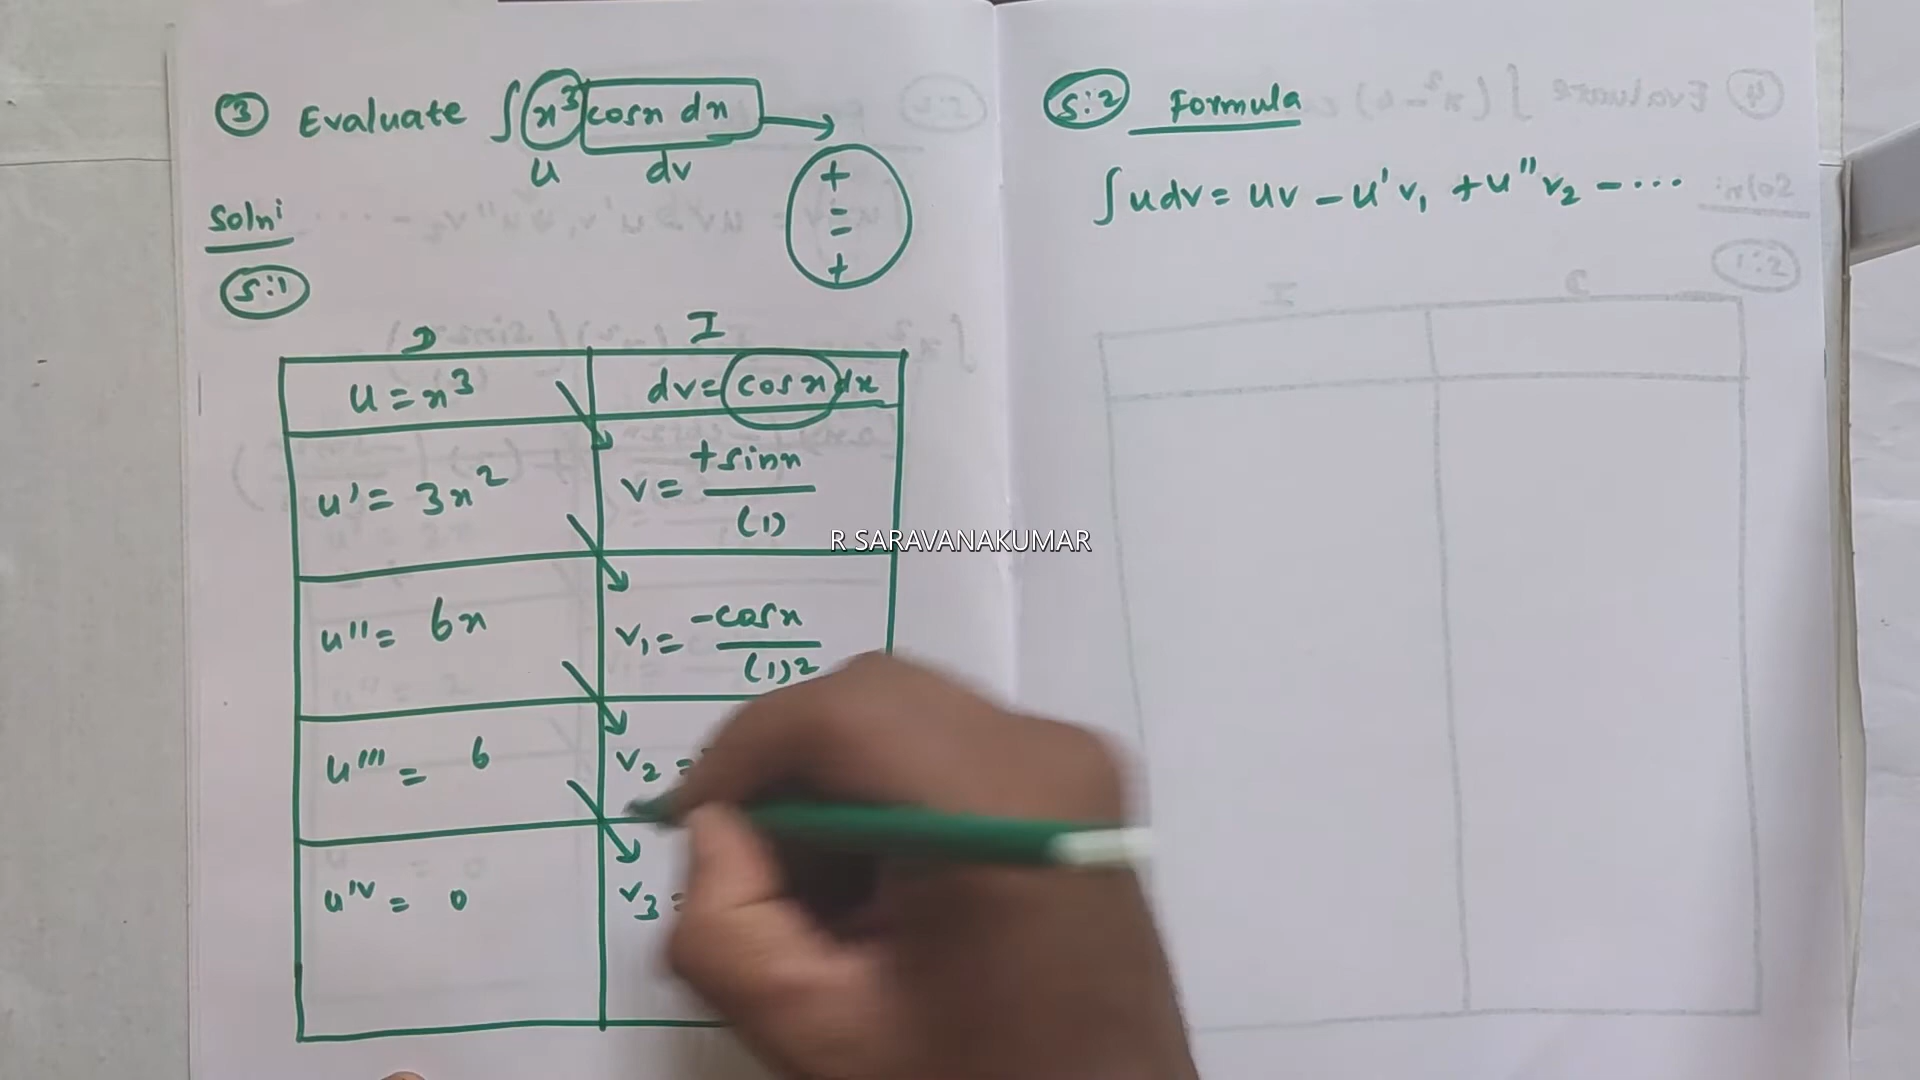 ③ Evaluate ∫ x³ cosx dx
u dv
+
=
+
Soln:
S:1
D I
u = x³ dv = cosx dx
u' = 3x² v = +sinx/(1)
u'' = 6x v₁ = -cosx/(1)²
u''' = 6 v₂ =
u'ᵛ = 0 v₃ =
S:2 Formula
∫udv = uv - u'v₁ + u''v₂ - ...
R SARAVANAKUMAR